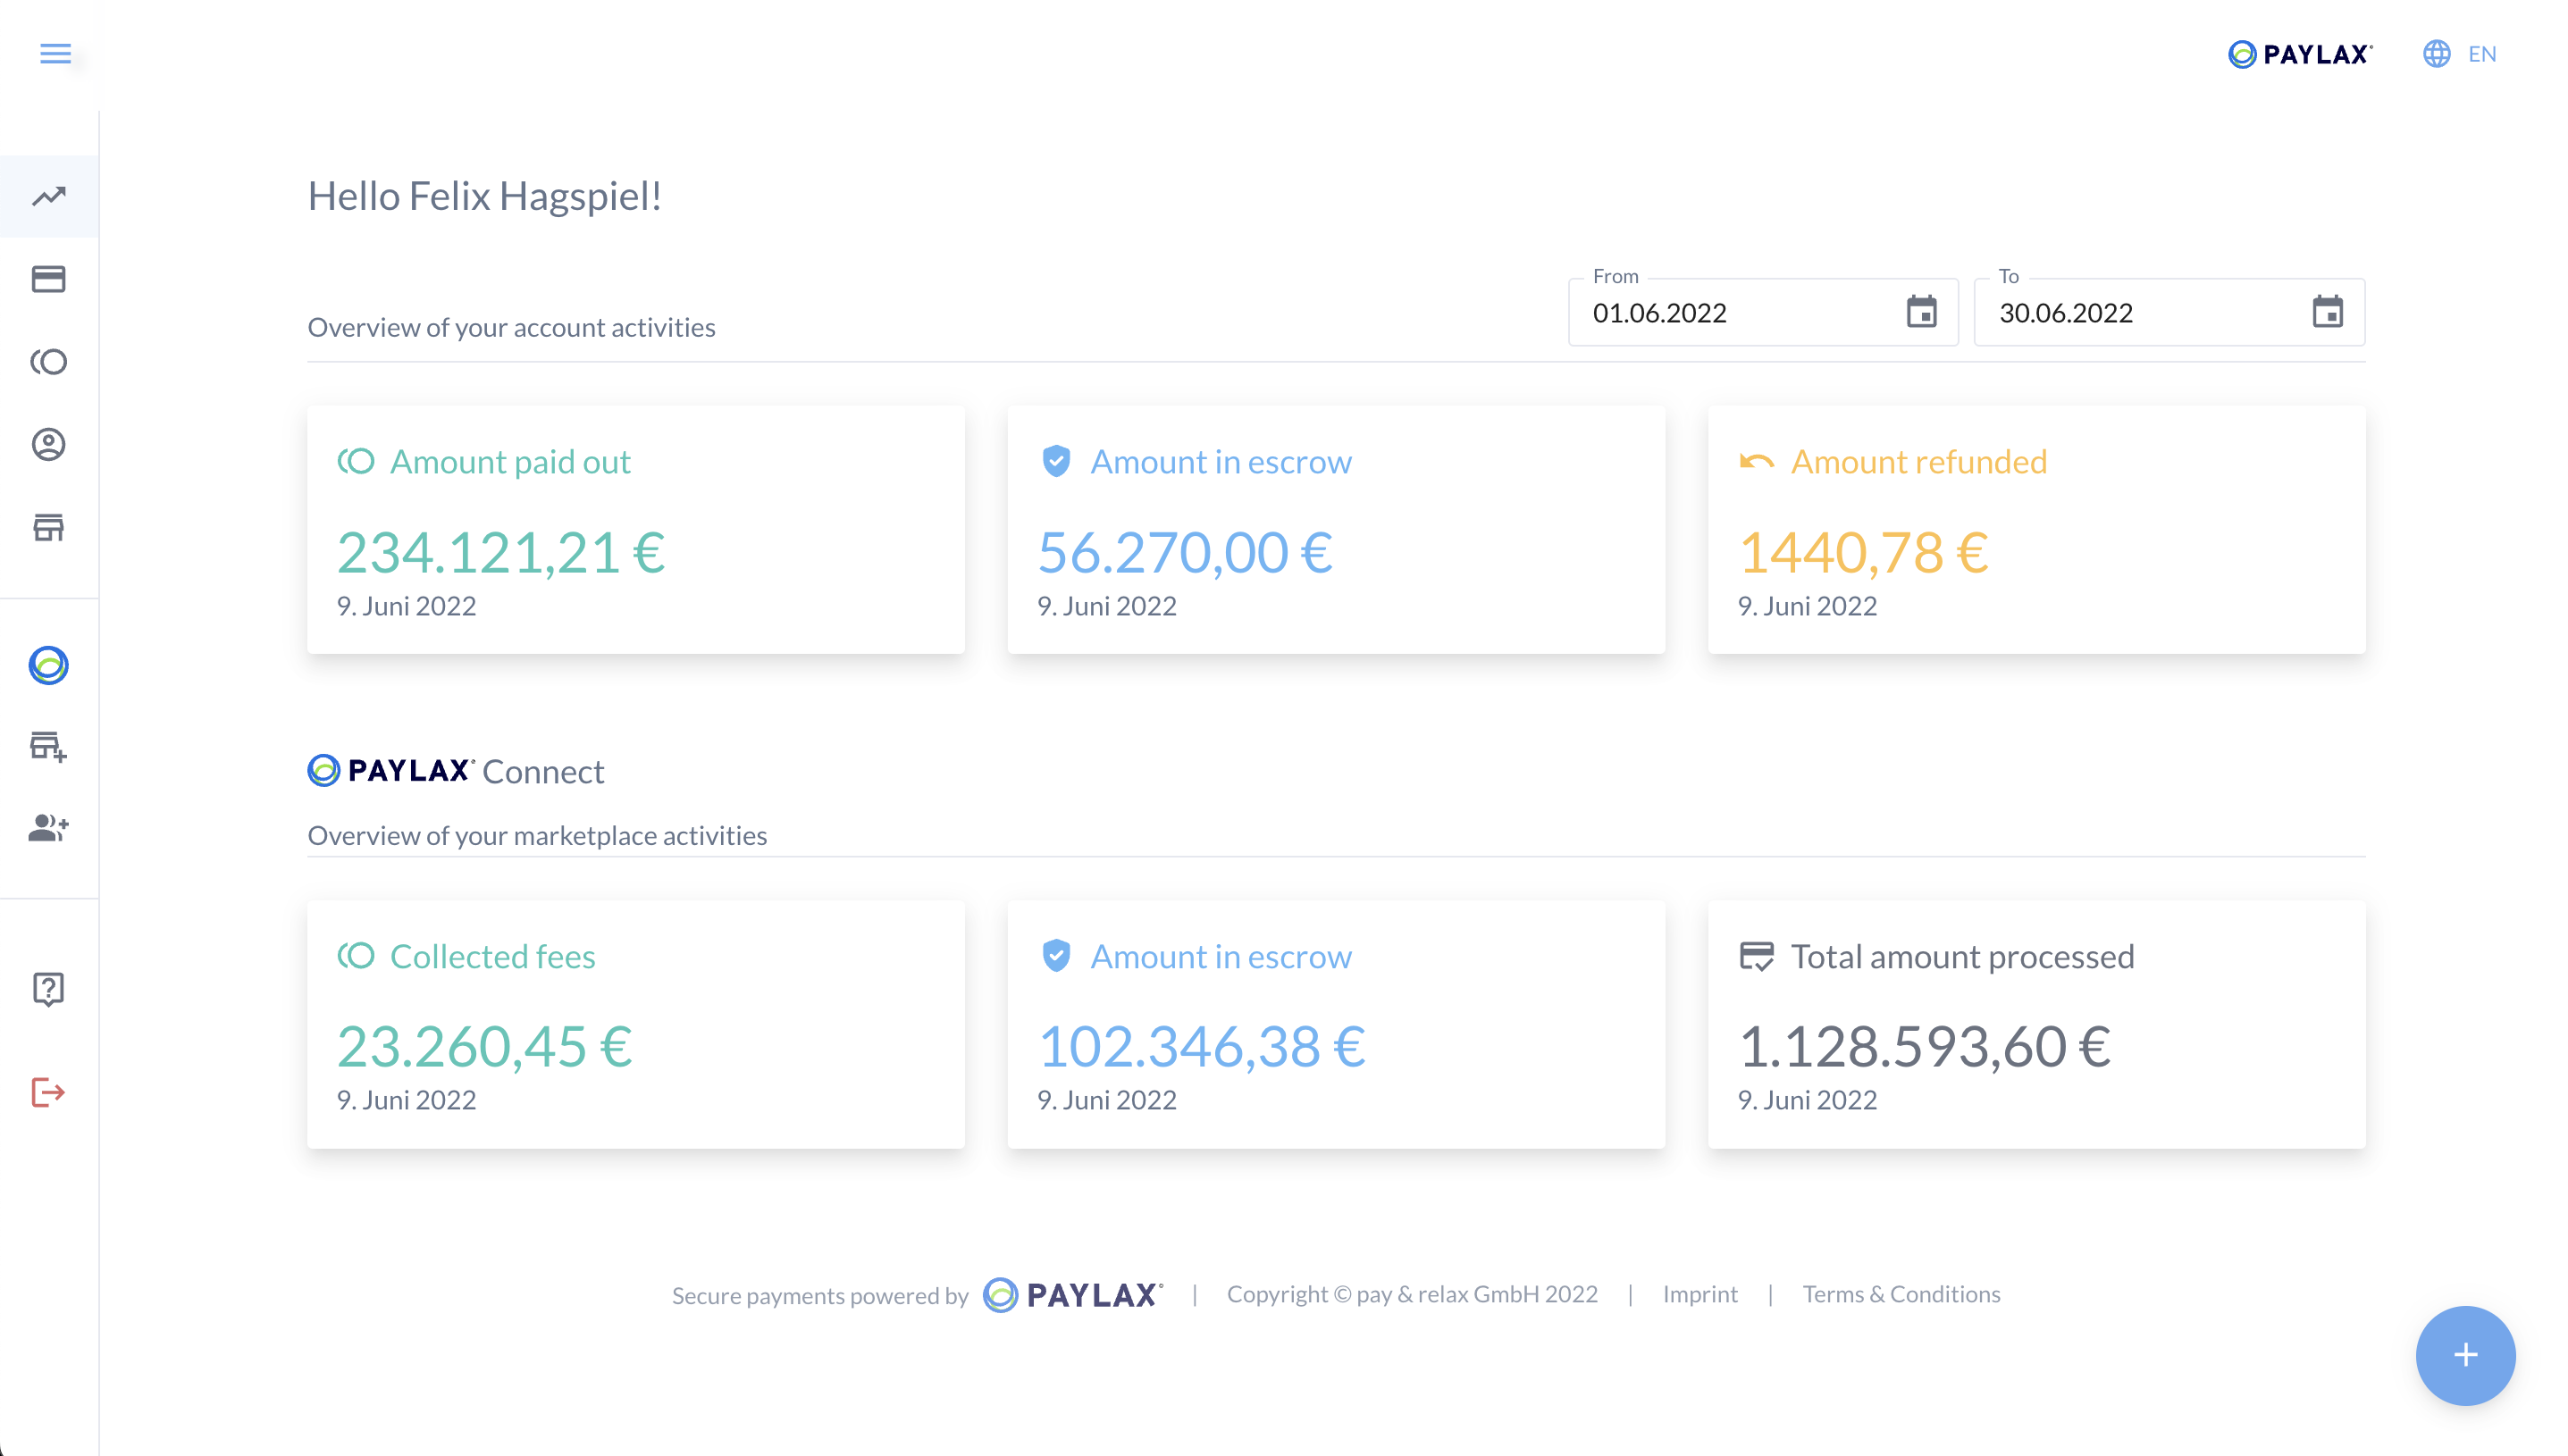 PAYLAX
EN
Hello Felix Hagspiel!
From
To
01.06.2022
30.06.2022
Overview of your account activities
Amount paid out
234.121,21 €
9. Juni 2022
Amount in escrow
56.270,00 €
9. Juni 2022
Amount refunded
1440,78 €
9. Juni 2022
PAYLAX Connect
Overview of your marketplace activities
Collected fees
23.260,45 €
9. Juni 2022
Amount in escrow
102.346,38 €
9. Juni 2022
Total amount processed
1.128.593,60 €
9. Juni 2022
Secure payments powered by PAYLAX | Copyright © pay & relax GmbH 2022 | Imprint | Terms & Conditions